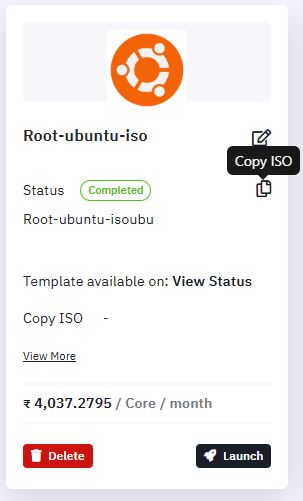 Root-ubuntu-iso
Copy ISO
Status Completed
Root-ubuntu-isoubu
Template available on: View Status
Copy ISO -
View More
₹ 4,037.2795 / Core / month
Delete Launch